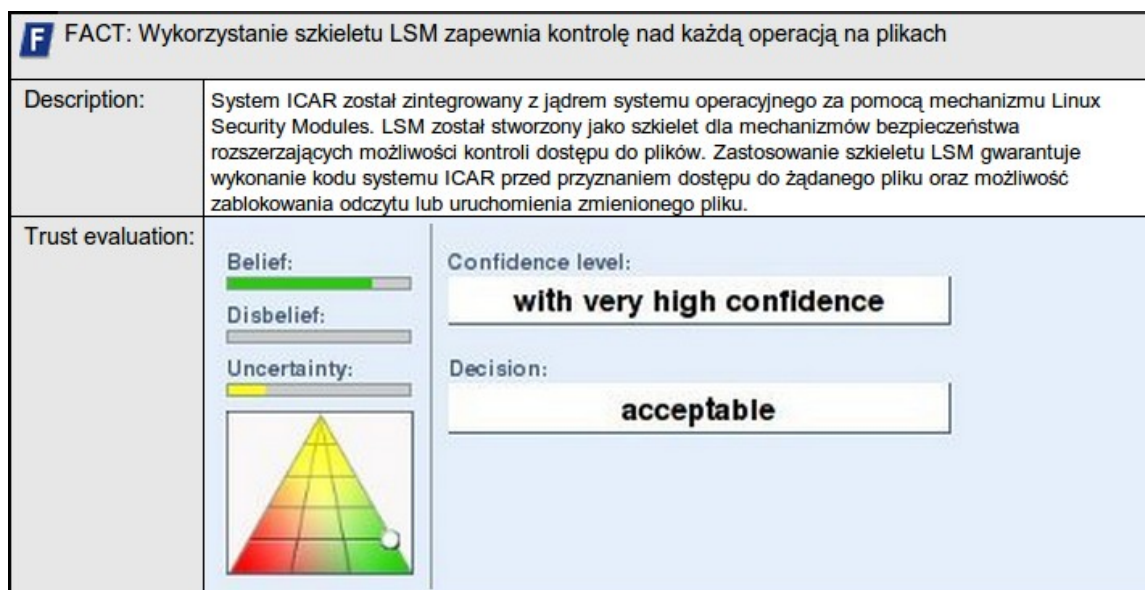 F FACT: Wykorzystanie szkieletu LSM zapewnia kontrolę nad każdą operacją na plikach
Description:
System ICAR został zintegrowany z jądrem systemu operacyjnego za pomocą mechanizmu Linux
Security Modules. LSM został stworzony jako szkielet dla mechanizmów bezpieczeństwa
rozszerzających możliwości kontroli dostępu do plików. Zastosowanie szkieletu LSM gwarantuje
wykonanie kodu systemu ICAR przed przyznaniem dostępu do żądanego pliku oraz możliwość
zablokowania odczytu lub uruchomienia zmienionego pliku.
Trust evaluation:
Belief:
Disbelief:
Uncertainty:
Confidence level:
with very high confidence
Decision:
acceptable